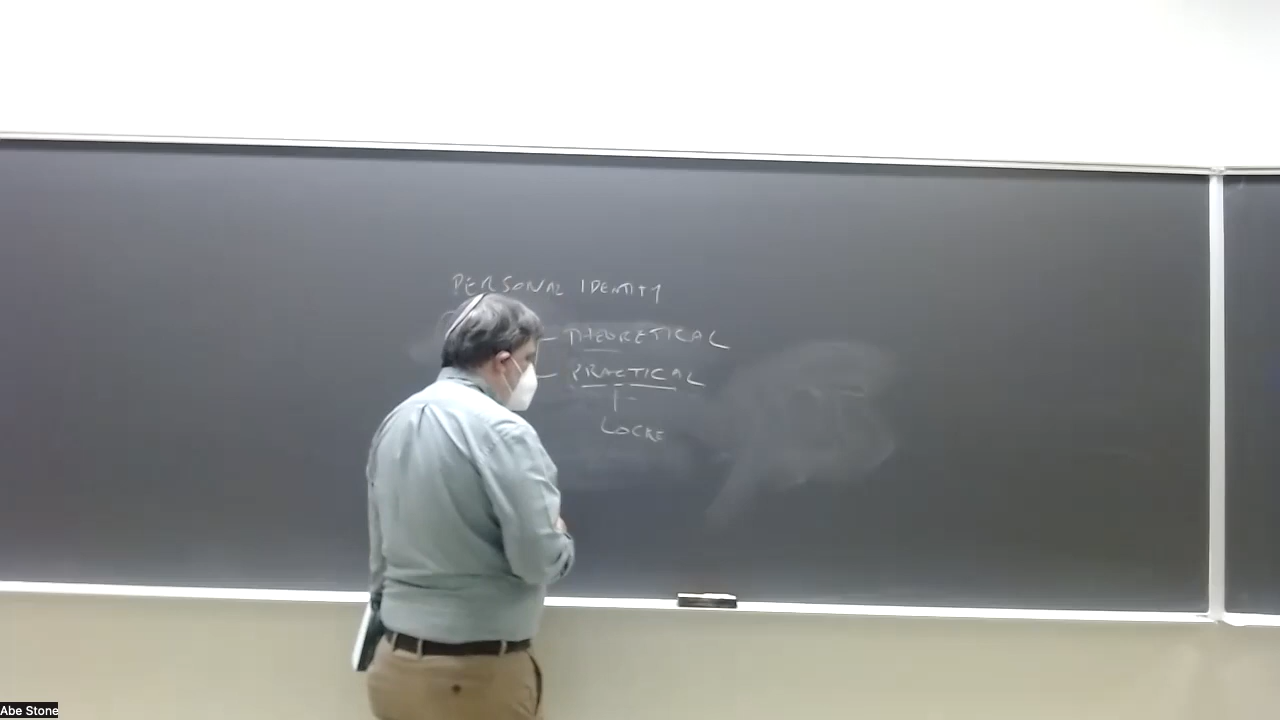 PERSONAL IDENTITY
- THEORETICAL
- PRACTICAL
LOCKE
Abe Stone